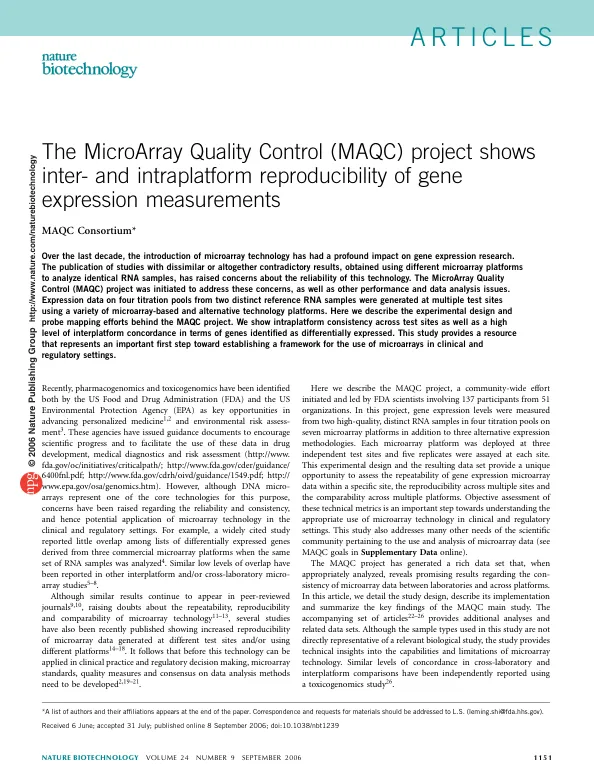 ARTICLES
nature
biotechnology
© 2006 Nature Publishing Group http://www.nature.com/naturebiotechnology
npg
The MicroArray Quality Control (MAQC) project shows
inter- and intraplatform reproducibility of gene
expression measurements
MAQC Consortium*
Over the last decade, the introduction of microarray technology has had a profound impact on gene expression research.
The publication of studies with dissimilar or altogether contradictory results, obtained using different microarray platforms
to analyze identical RNA samples, has raised concerns about the reliability of this technology. The MicroArray Quality
Control (MAQC) project was initiated to address these concerns, as well as other performance and data analysis issues.
Expression data on four titration pools from two distinct reference RNA samples were generated at multiple test sites
using a variety of microarray-based and alternative technology platforms. Here we describe the experimental design and
probe mapping efforts behind the MAQC project. We show intraplatform consistency across test sites as well as a high
level of interplatform concordance in terms of genes identified as differentially expressed. This study provides a resource
that represents an important first step toward establishing a framework for the use of microarrays in clinical and
regulatory settings.
Recently, pharmacogenomics and toxicogenomics have been identified
both by the US Food and Drug Administration (FDA) and the US
Environmental Protection Agency (EPA) as key opportunities in
advancing personalized medicine1,2 and environmental risk assess-
ment3. These agencies have issued guidance documents to encourage
scientific progress and to facilitate the use of these data in drug
development, medical diagnostics and risk assessment (http://www.
fda.gov/oc/initiatives/criticalpath/; http://www.fda.gov/cder/guidance/
6400fnl.pdf; http://www.fda.gov/cdrh/oivd/guidance/1549.pdf; http://
www.epa.gov/osa/genomics.htm). However, although DNA micro-
arrays represent one of the core technologies for this purpose,
concerns have been raised regarding the reliability and consistency,
and hence potential application of microarray technology in the
clinical and regulatory settings. For example, a widely cited study
reported little overlap among lists of differentially expressed genes
derived from three commercial microarray platforms when the same
set of RNA samples was analyzed4. Similar low levels of overlap have
been reported in other interplatform and/or cross-laboratory micro-
array studies5–8.
Although similar results continue to appear in peer-reviewed
journals9,10, raising doubts about the repeatability, reproducibility
and comparability of microarray technology11–13, several studies
have also been recently published showing increased reproducibility
of microarray data generated at different test sites and/or using
different platforms14–18. It follows that before this technology can be
applied in clinical practice and regulatory decision making, microarray
standards, quality measures and consensus on data analysis methods
need to be developed2,19–21.
Here we describe the MAQC project, a community-wide effort
initiated and led by FDA scientists involving 137 participants from 51
organizations. In this project, gene expression levels were measured
from two high-quality, distinct RNA samples in four titration pools on
seven microarray platforms in addition to three alternative expression
methodologies. Each microarray platform was deployed at three
independent test sites and five replicates were assayed at each site.
This experimental design and the resulting data set provide a unique
opportunity to assess the repeatability of gene expression microarray
data within a specific site, the reproducibility across multiple sites and
the comparability across multiple platforms. Objective assessment of
these technical metrics is an important step towards understanding the
appropriate use of microarray technology in clinical and regulatory
settings. This study also addresses many other needs of the scientific
community pertaining to the use and analysis of microarray data (see
MAQC goals in Supplementary Data online).
The MAQC project has generated a rich data set that, when
appropriately analyzed, reveals promising results regarding the con-
sistency of microarray data between laboratories and across platforms.
In this article, we detail the study design, describe its implementation
and summarize the key findings of the MAQC main study. The
accompanying set of articles22–26 provides additional analyses and
related data sets. Although the sample types used in this study are not
directly representative of a relevant biological study, the study provides
technical insights into the capabilities and limitations of microarray
technology. Similar levels of concordance in cross-laboratory and
interplatform comparisons have been independently reported using
a toxicogenomics study26.
*A list of authors and their affiliations appears at the end of the paper. Correspondence and requests for materials should be addressed to L.S. (leming.shi@fda.hhs.gov).
Received 6 June; accepted 31 July; published online 8 September 2006; doi:10.1038/nbt1239
NATURE BIOTECHNOLOGY VOLUME 24 NUMBER 9 SEPTEMBER 2006
1151